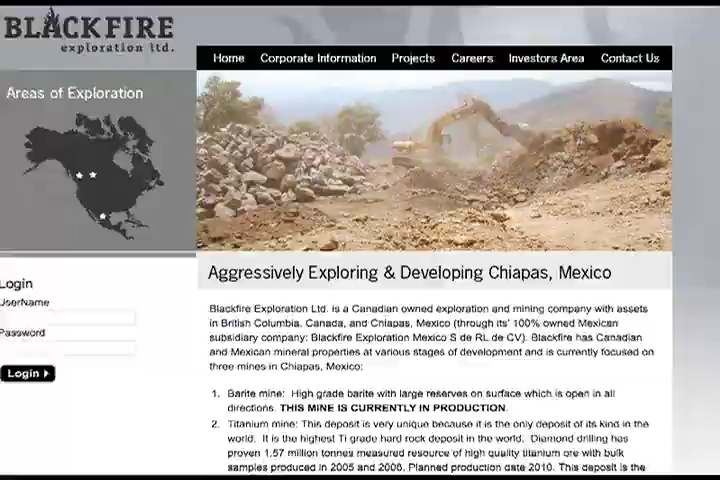 BLACKFIRE
exploration ltd.
Home Corporate Information Projects Careers Investors Area Contact Us
Areas of Exploration
Aggressively Exploring & Developing Chiapas, Mexico
Login
UserName
Password
Login
Blackfire Exploration Ltd. is a Canadian owned exploration and mining company with assets
in British Columbia, Canada, and Chiapas, Mexico (through its' 100% owned Mexican
subsidiary company: Blackfire Exploration Mexico S de RL de CV). Blackfire has Canadian
and Mexican mineral properties at various stages of development and is currently focused on
three mines in Chiapas, Mexico:
1. Barite mine: High grade barite with large reserves on surface which is open in all
directions. THIS MINE IS CURRENTLY IN PRODUCTION.
2. Titanium mine: This deposit is very unique because it is the only deposit of its kind in the
world. It is the highest Ti grade hard rock deposit in the world. Diamond drilling has
proven 1.57 million tonnes measured resource of high quality titanium ore with bulk
samples produced in 2005 and 2008. Planned production date 2010. This deposit is the